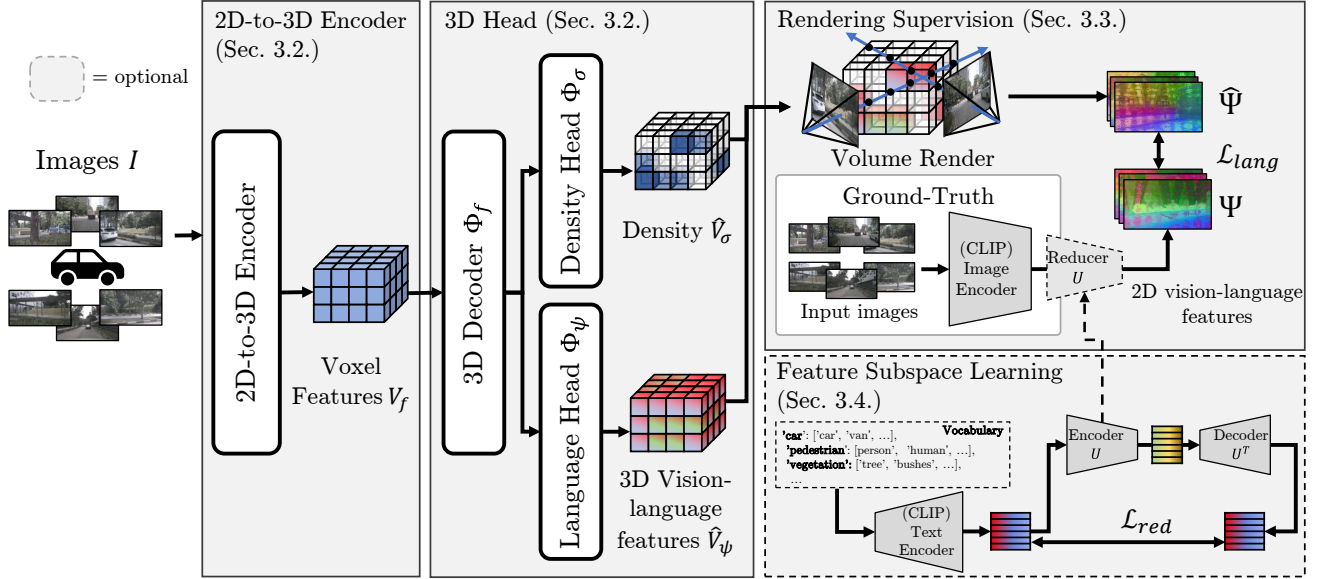 = optional
Images I
2D-to-3D Encoder
(Sec. 3.2.)
2D-to-3D Encoder
Voxel
Features V_f
3D Head (Sec. 3.2.)
3D Decoder Φ_f
Density Head Φ_σ
Language Head Φ_ψ
Density V̂_σ
3D Vision-
language
features V̂_ψ
Rendering Supervision (Sec. 3.3.)
Volume Render
Ψ̂
ℒ_lang
Ψ
Ground-Truth
Input images
(CLIP)
Image
Encoder
Reducer
U
2D vision-language
features
Feature Subspace Learning
(Sec. 3.4.)
Vocabulary
'car': ['car', 'van', …],
'pedestrian': [person', 'human', …],
'vegetation': ['tree', 'bushes', …],
…
(CLIP)
Text
Encoder
Encoder
U
Decoder
U^T
ℒ_red